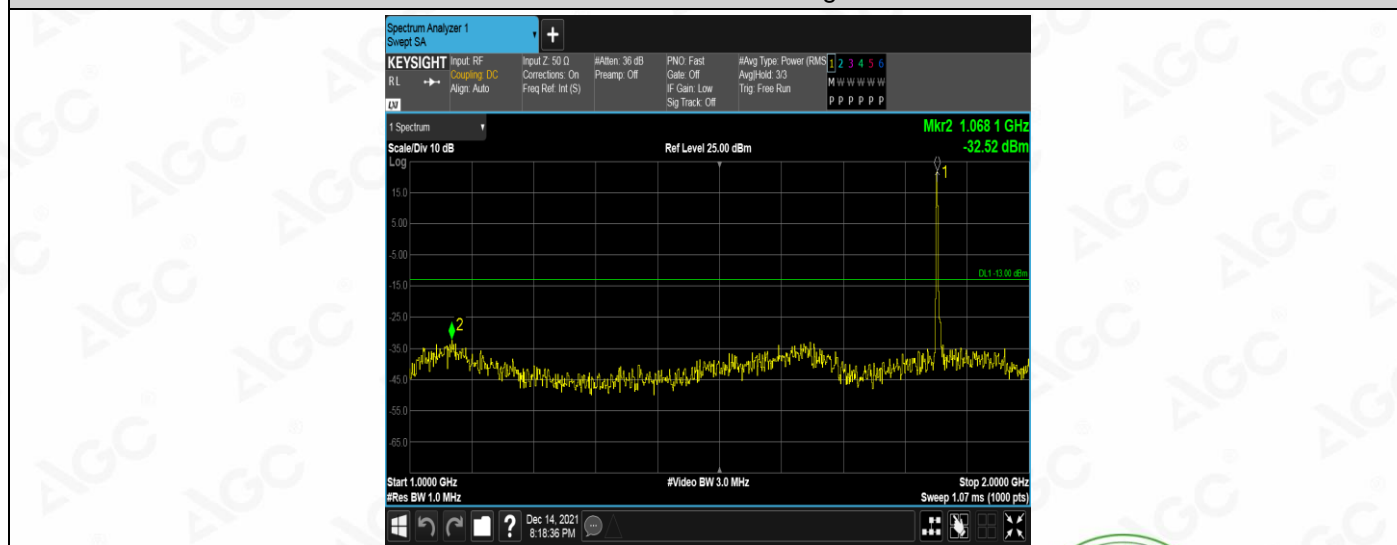 Spectrum Analyzer 1
Swept SA
+
KEYSIGHT
RL
Input: RF
Coupling: DC
Align: Auto
Input Z: 50 Ω
Corrections: On
Freq Ref: Int (S)
#Atten: 36 dB
Preamp: Off
PNO: Fast
Gate: Off
IF Gain: Low
Sig Track: Off
#Avg Type: Power (RMS
Avg|Hold: 3/3
Trig: Free Run
1 2 3 4 5 6
M W W W W W
P P P P P P
1 Spectrum
Mkr2 1.068 1 GHz
Scale/Div 10 dB
Ref Level 25.00 dBm
-32.52 dBm
Log
1
15.0
5.00
-5.00
DL1 -13.00 dBm
-15.0
-25.0
2
-35.0
-45.0
-55.0
-65.0
Start 1.0000 GHz
#Video BW 3.0 MHz
Stop 2.0000 GHz
#Res BW 1.0 MHz
Sweep 1.07 ms (1000 pts)
?
Dec 14, 2021
8:18:36 PM
AGC